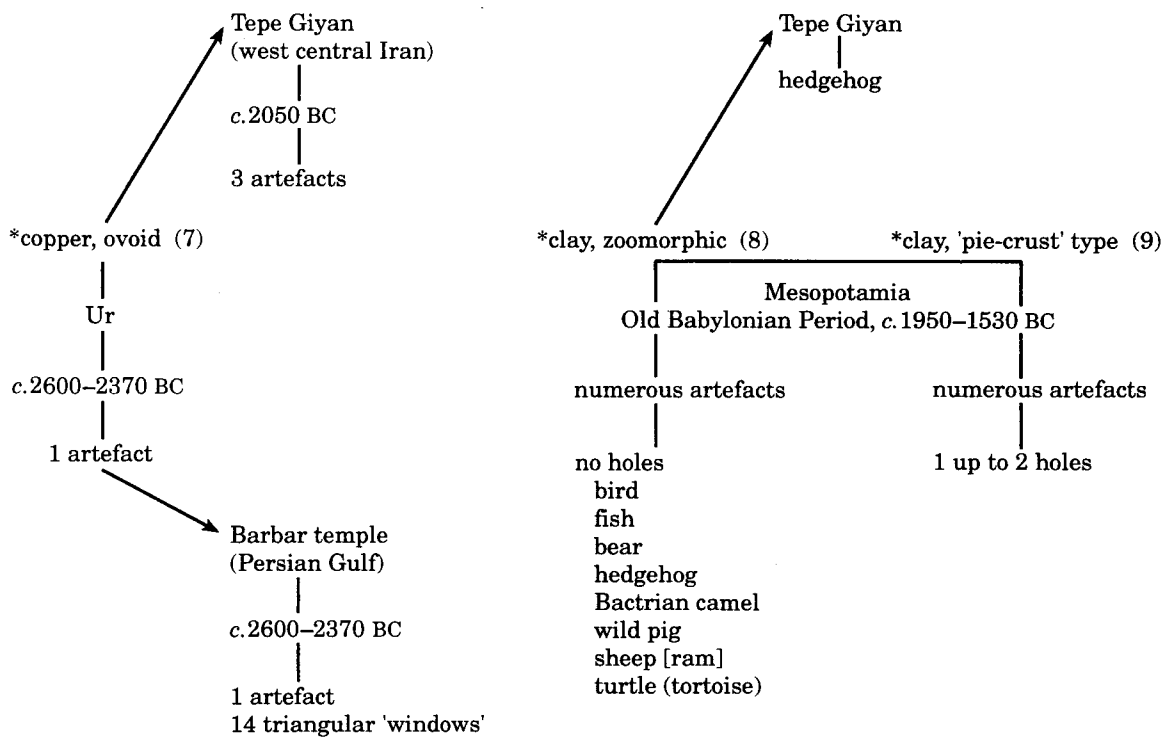 Tepe Giyan
(west central Iran)
c.2050 BC
3 artefacts
*copper, ovoid (7)
Ur
c.2600–2370 BC
1 artefact
Barbar temple
(Persian Gulf)
c.2600–2370 BC
1 artefact
14 triangular 'windows'
Tepe Giyan
hedgehog
*clay, zoomorphic (8)
*clay, 'pie-crust' type (9)
Mesopotamia
Old Babylonian Period, c.1950–1530 BC
numerous artefacts
no holes
bird
fish
bear
hedgehog
Bactrian camel
wild pig
sheep [ram]
turtle (tortoise)
numerous artefacts
1 up to 2 holes